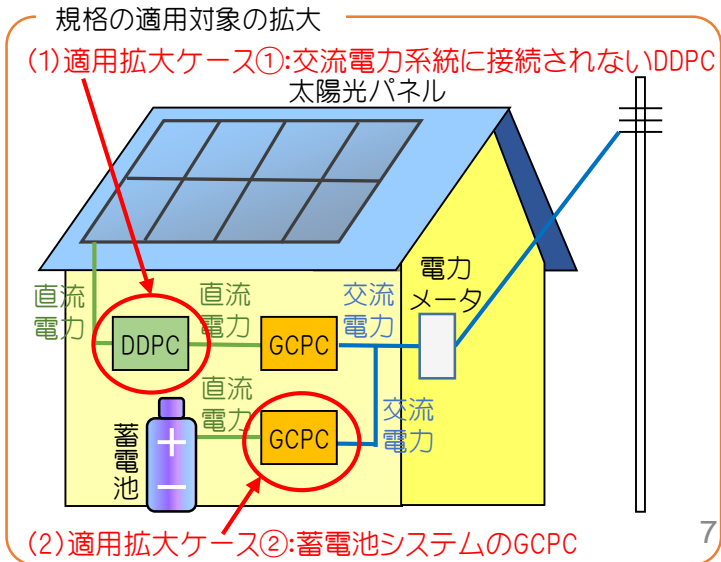 規格の適用対象の拡大
(1)適用拡大ケース①:交流電力系統に接続されないDDPC
太陽光パネル
電力
メータ
直流
電力
直流
電力
交流
電力
DDPC
GCPC
直流
電力
交流
電力
蓄電池
+
−
GCPC
(2)適用拡大ケース②:蓄電池システムのGCPC
7